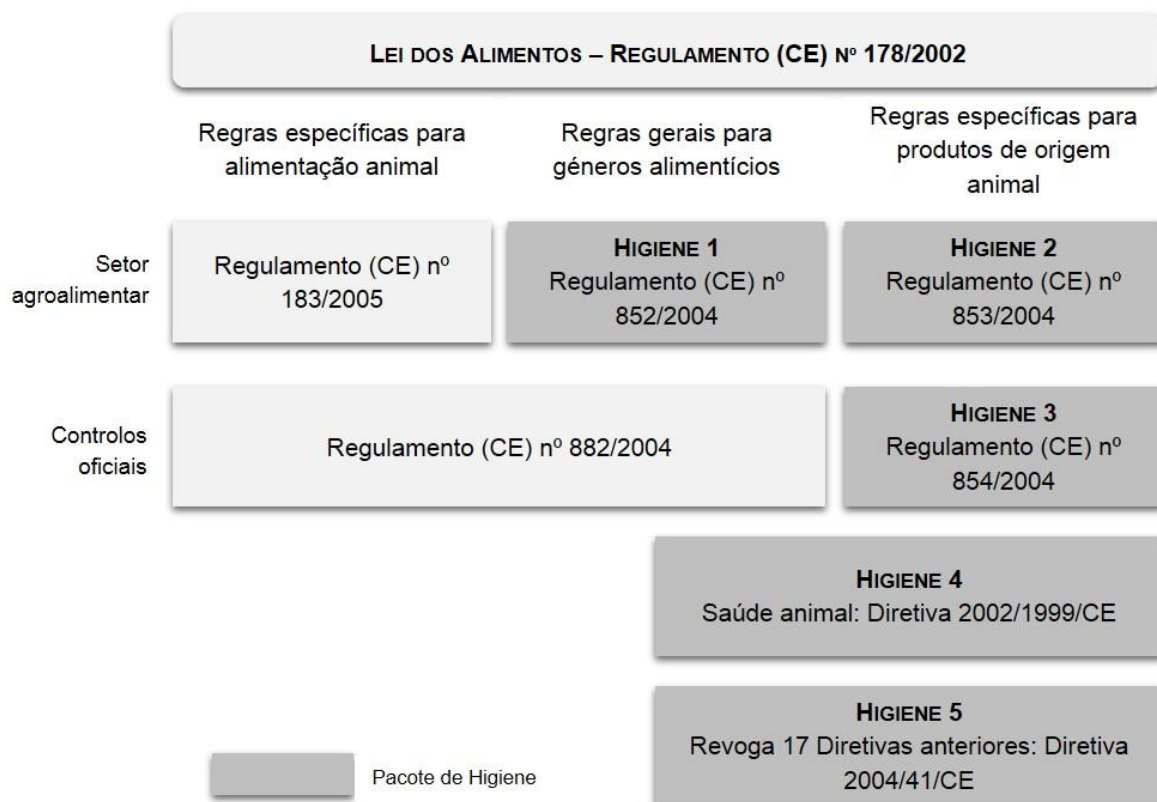 LEI DOS ALIMENTOS – REGULAMENTO (CE) Nº 178/2002
Regras específicas para
alimentação animal
Regras gerais para
géneros alimentícios
Regras específicas para
produtos de origem
animal
Setor
agroalimentar
Regulamento (CE) nº
183/2005
HIGIENE 1
Regulamento (CE) nº
852/2004
HIGIENE 2
Regulamento (CE) nº
853/2004
Controlos
oficiais
Regulamento (CE) nº 882/2004
HIGIENE 3
Regulamento (CE) nº
854/2004
HIGIENE 4
Saúde animal: Diretiva 2002/1999/CE
HIGIENE 5
Revoga 17 Diretivas anteriores: Diretiva
2004/41/CE
Pacote de Higiene